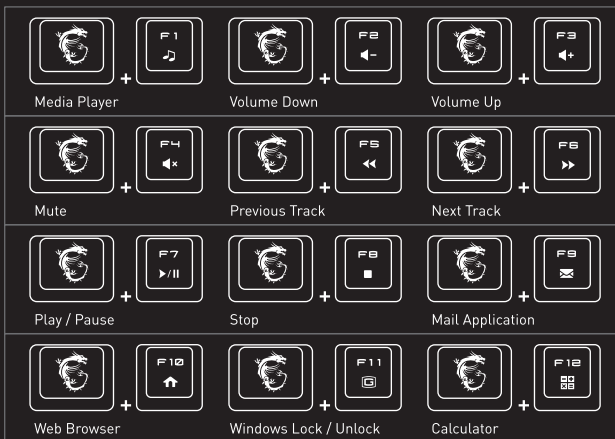 F1
+
Media Player
F2
+
Volume Down
F3
+
Volume Up
F4
+
Mute
F5
+
Previous Track
F6
+
Next Track
F7
+
Play / Pause
F8
+
Stop
F9
+
Mail Application
F10
+
Web Browser
F11
G
+
Windows Lock / Unlock
F12
+
Calculator